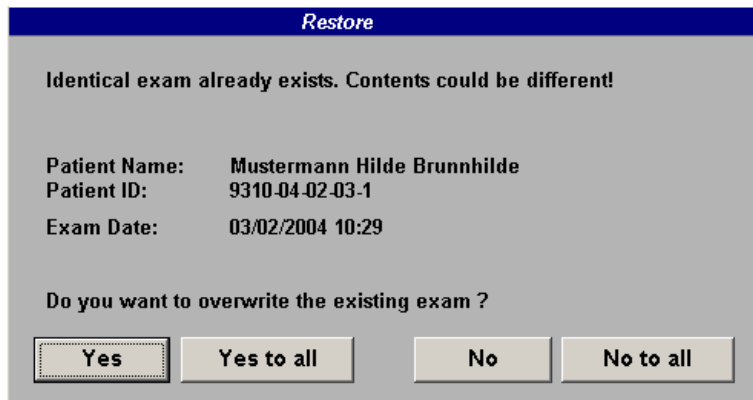 Restore
Identical exam already exists. Contents could be different!
Patient Name: Mustermann Hilde Brunnhilde
Patient ID: 9310-04-02-03-1
Exam Date: 03/02/2004 10:29
Do you want to overwrite the existing exam ?
Yes Yes to all No No to all